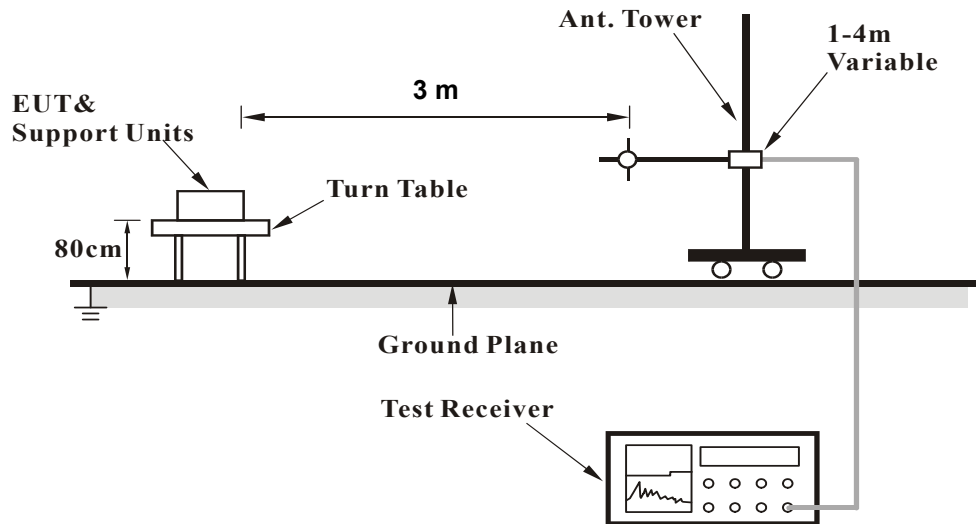 Ant. Tower
1-4m
Variable
3 m
EUT&
Support Units
Turn Table
80cm
Ground Plane
Test Receiver